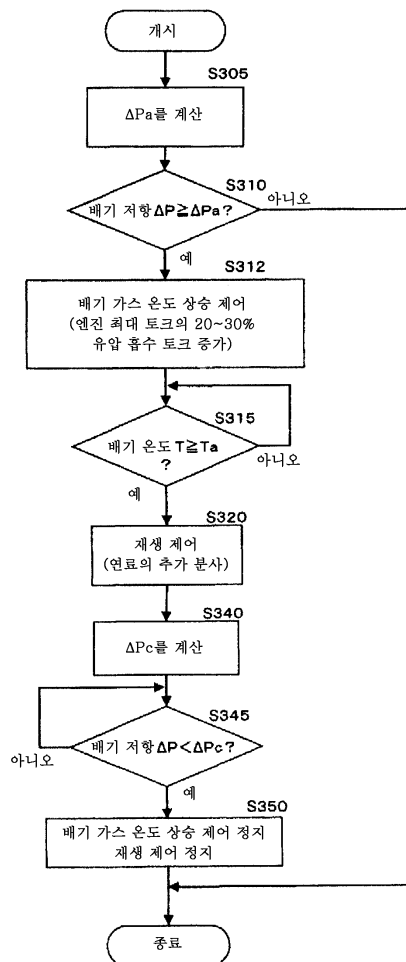 개시
S305
ΔPa를 계산
S310
배기 저항 ΔP≧ΔPa?
아니오
예
S312
배기 가스 온도 상승 제어
(엔진 최대 토크의 20~30%
유압 흡수 토크 증가)
S315
배기 온도 T≧Ta
?
아니오
예
S320
재생 제어
(연료의 추가 분사)
S340
ΔPc를 계산
S345
배기 저항 ΔP<ΔPc?
아니오
예
S350
배기 가스 온도 상승 제어 정지
재생 제어 정지
종료